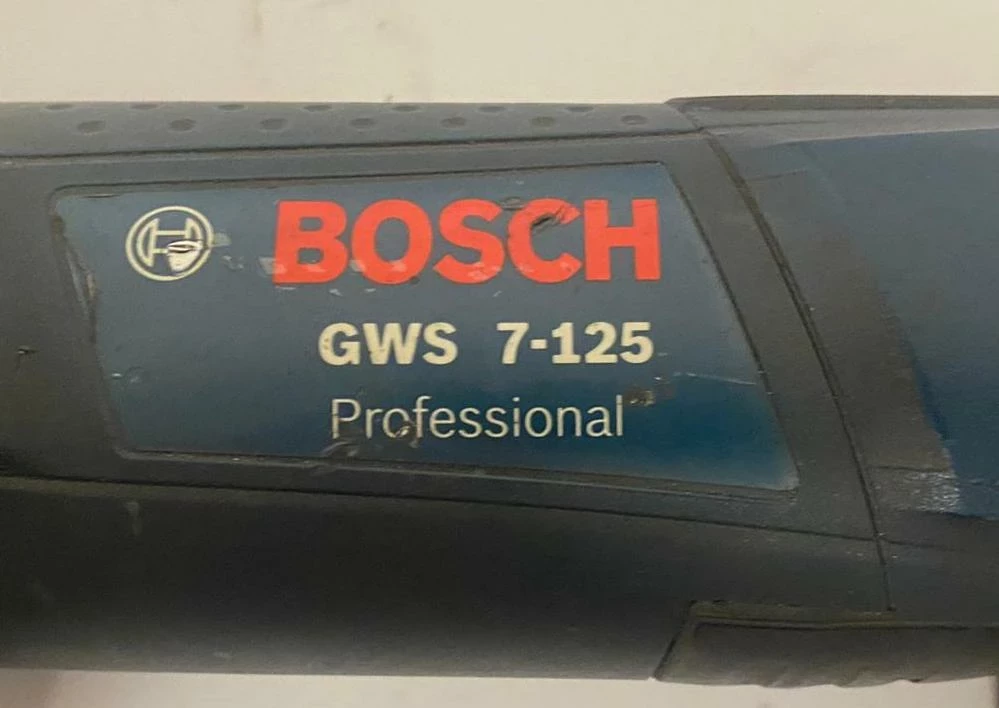 BOSCH
GWS 7-125
Professional